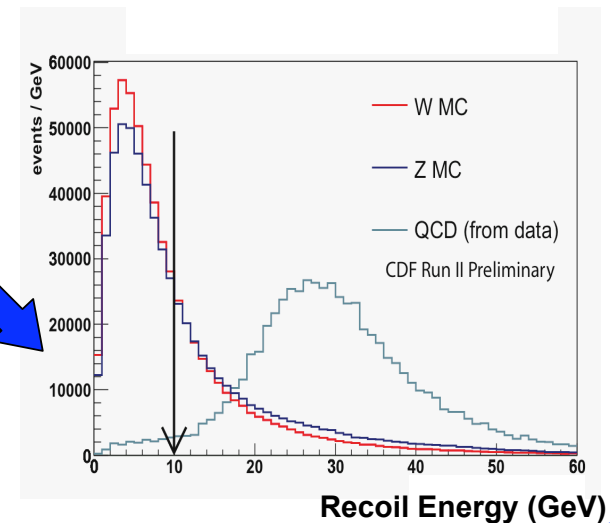 events / GeV
60000
50000
40000
30000
20000
10000
0
W MC
Z MC
QCD (from data)
CDF Run II Preliminary
0 10 20 30 40 50 60
Recoil Energy (GeV)